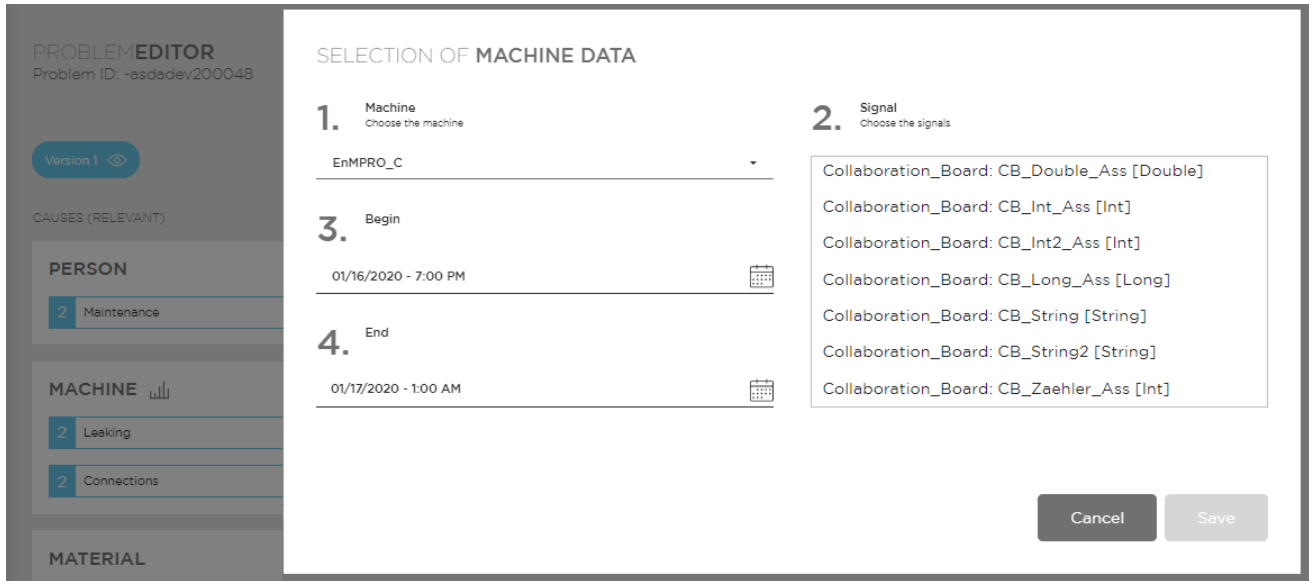 PROBLEMEDITOR
Problem ID: -asdadev200048
Version 1
CAUSES (RELEVANT)
PERSON
2 Maintenance
MACHINE
2 Leaking
2 Connections
MATERIAL
SELECTION OF MACHINE DATA
1. Machine
Choose the machine
EnMPRO_C
2. Signal
Choose the signals
Collaboration_Board: CB_Double_Ass [Double]
Collaboration_Board: CB_Int_Ass [Int]
Collaboration_Board: CB_Int2_Ass [Int]
Collaboration_Board: CB_Long_Ass [Long]
Collaboration_Board: CB_String [String]
Collaboration_Board: CB_String2 [String]
Collaboration_Board: CB_Zaehler_Ass [Int]
3. Begin
01/16/2020 - 7:00 PM
4. End
01/17/2020 - 1:00 AM
Cancel
Save